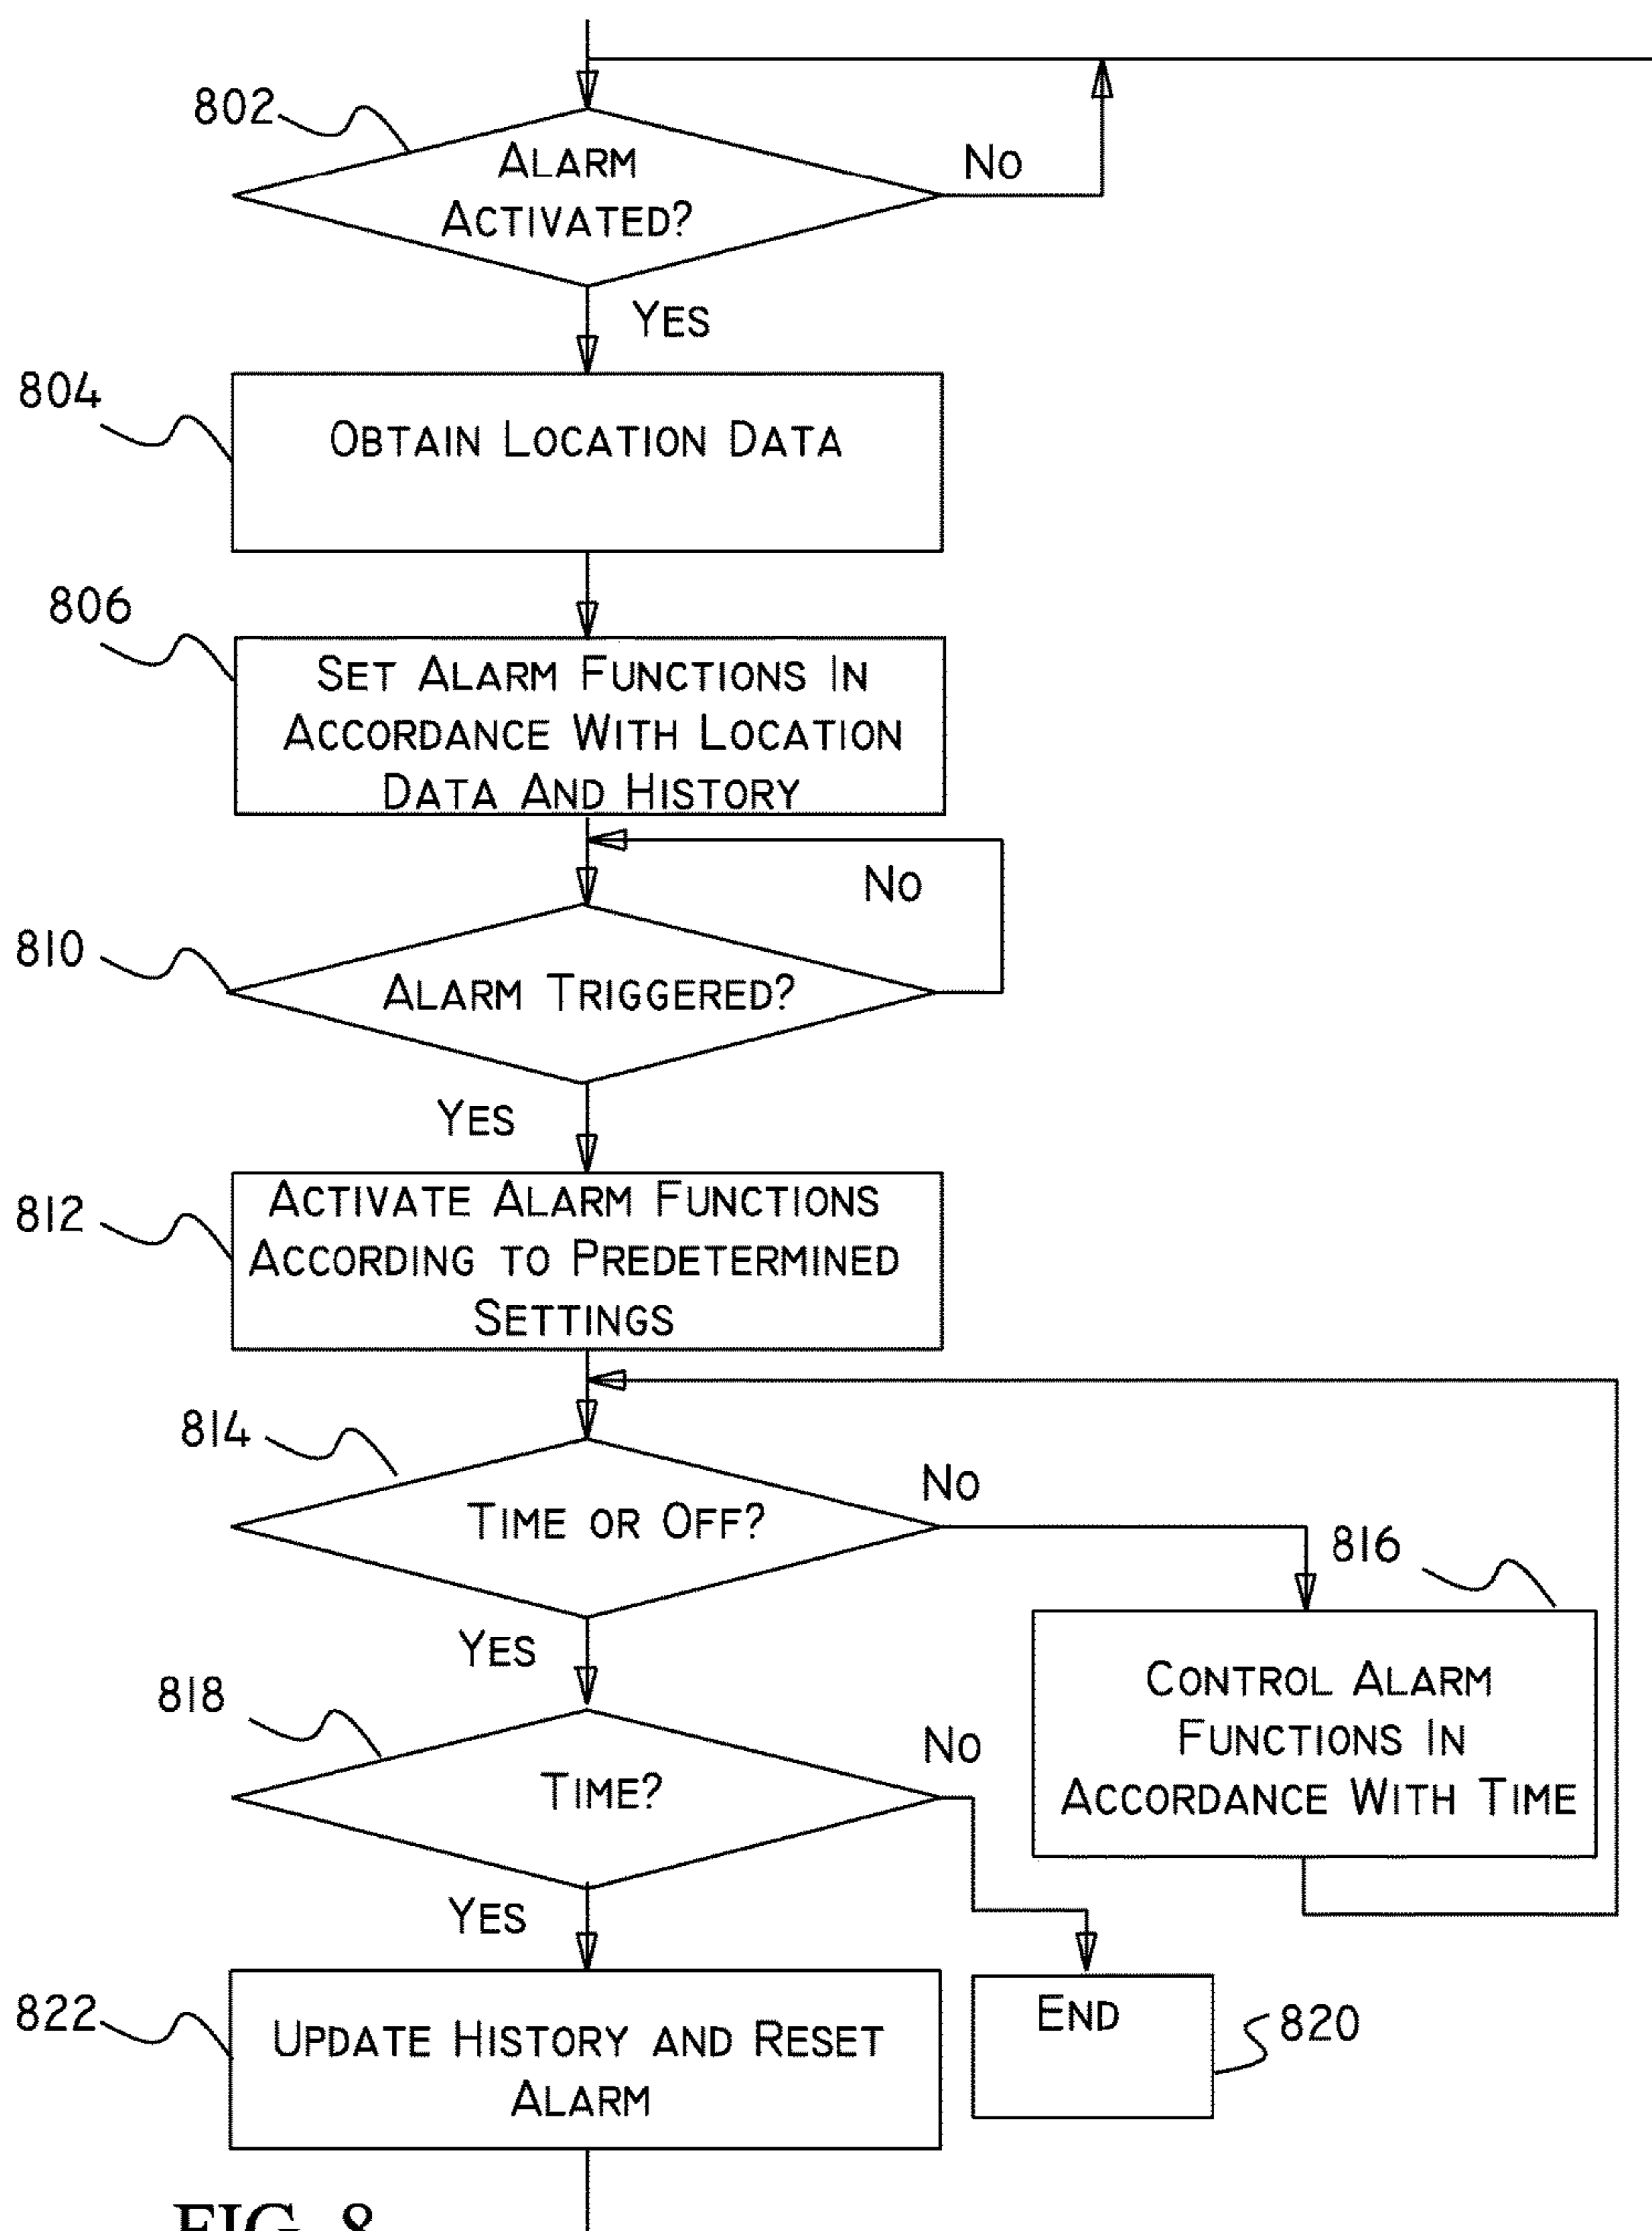 802
ALARM
ACTIVATED?
NO
YES
804
OBTAIN LOCATION DATA
806
SET ALARM FUNCTIONS IN
ACCORDANCE WITH LOCATION
DATA AND HISTORY
NO
810
ALARM TRIGGERED?
YES
812
ACTIVATE ALARM FUNCTIONS
ACCORDING TO PREDETERMINED
SETTINGS
814
TIME OR OFF?
NO
816
YES
CONTROL ALARM
FUNCTIONS IN
ACCORDANCE WITH TIME
818
TIME?
NO
YES
822
UPDATE HISTORY AND RESET
ALARM
END
820
FIG. 8